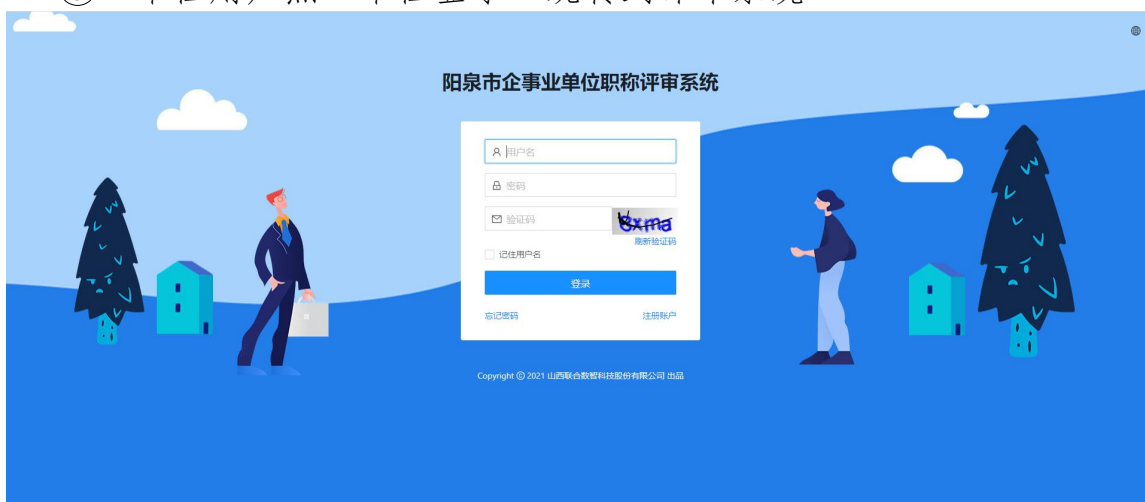 阳泉市企事业单位职称评审系统
用户名
密码
验证码
8xma
刷新验证码
记住用户名
登录
忘记密码
注册账户
Copyright © 2021 山西联合数智科技股份有限公司 出品